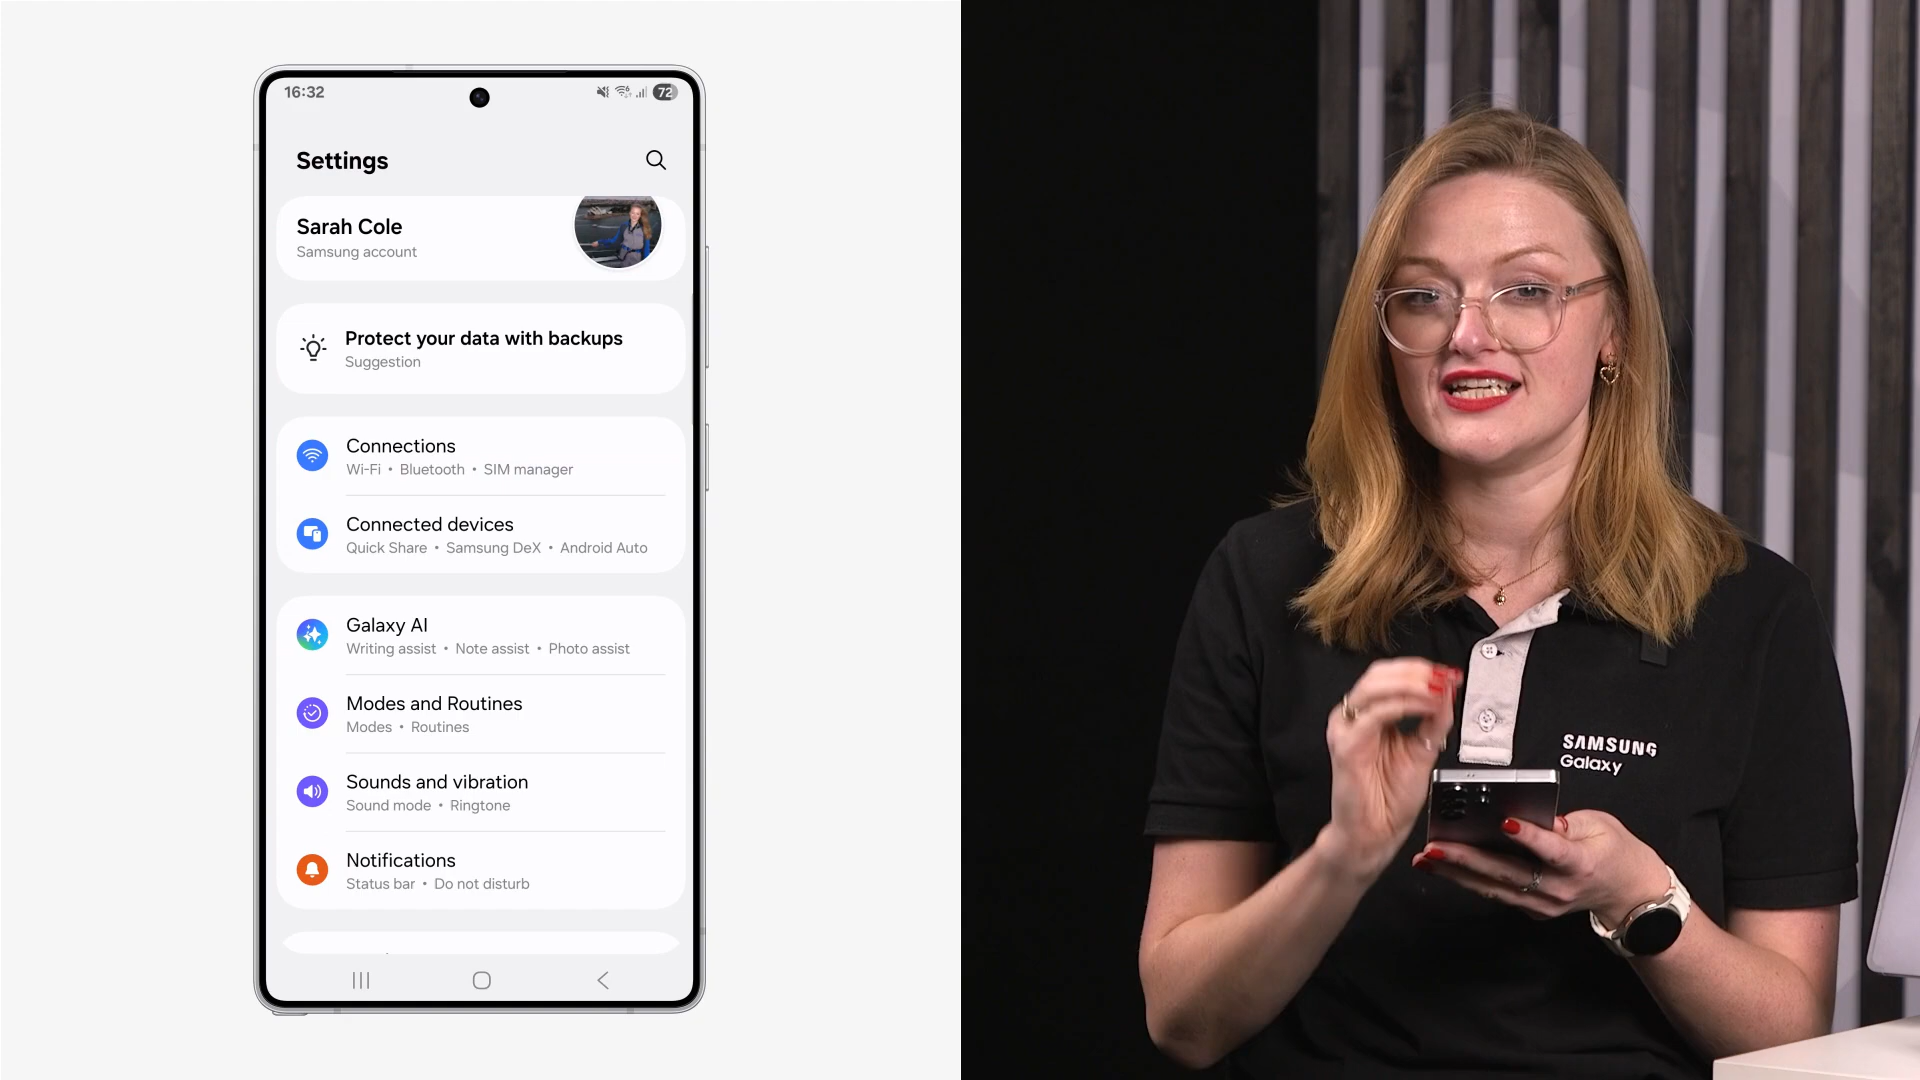 16:32
72
Settings
Sarah Cole
Samsung account
Protect your data with backups
Suggestion
Connections
Wi-Fi • Bluetooth • SIM manager
Connected devices
Quick Share • Samsung DeX • Android Auto
Galaxy AI
Writing assist • Note assist • Photo assist
Modes and Routines
Modes • Routines
Sounds and vibration
Sound mode • Ringtone
Notifications
Status bar • Do not disturb
SAMSUNG
Galaxy